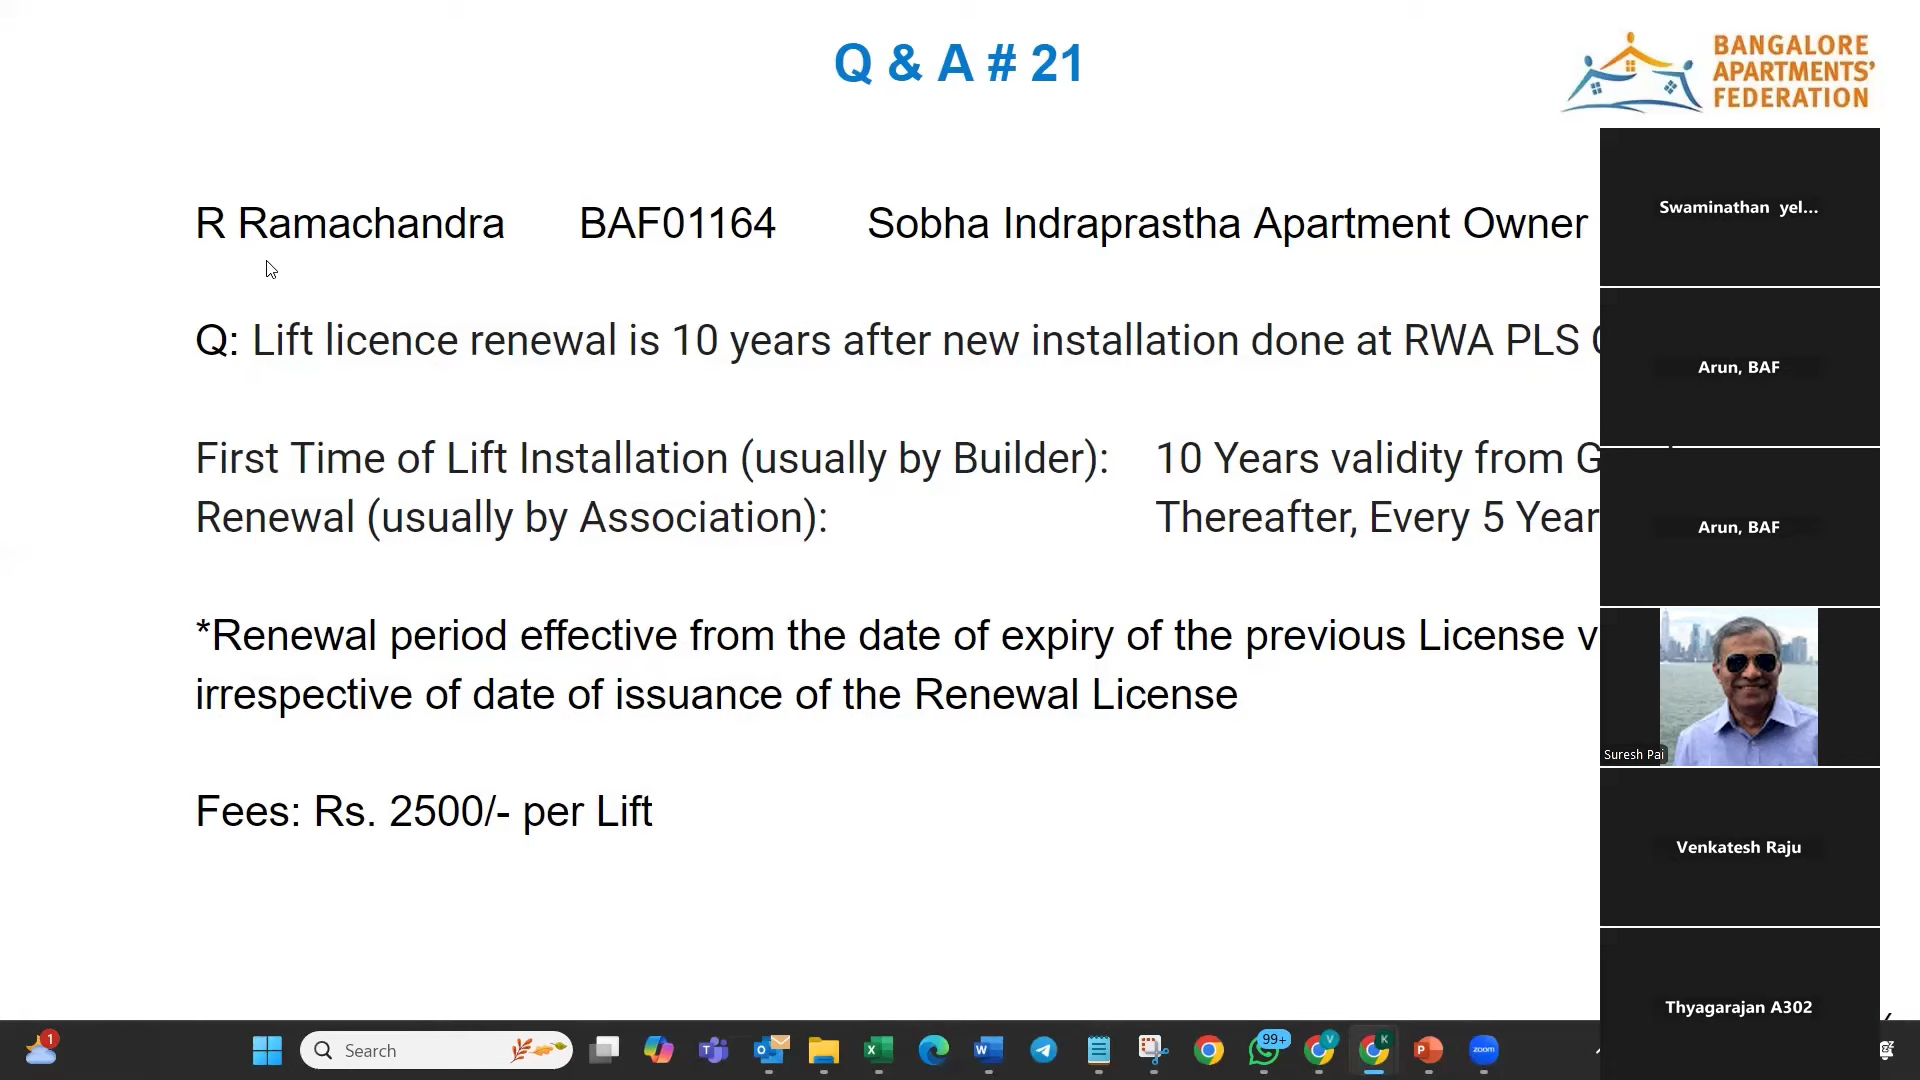 Q & A # 21
BANGALORE
APARTMENTS'
FEDERATION
R Ramachandra BAF01164 Sobha Indraprastha Apartment Owner
Q: Lift licence renewal is 10 years after new installation done at RWA PLS
First Time of Lift Installation (usually by Builder): 10 Years validity from
Renewal (usually by Association): Thereafter, Every 5 Year
*Renewal period effective from the date of expiry of the previous License
irrespective of date of issuance of the Renewal License
Fees: Rs. 2500/- per Lift
Swaminathan yel...
Arun, BAF
Arun, BAF
Suresh Pai
Venkatesh Raju
Thyagarajan A302
1
Search
99+
V
K
zoom